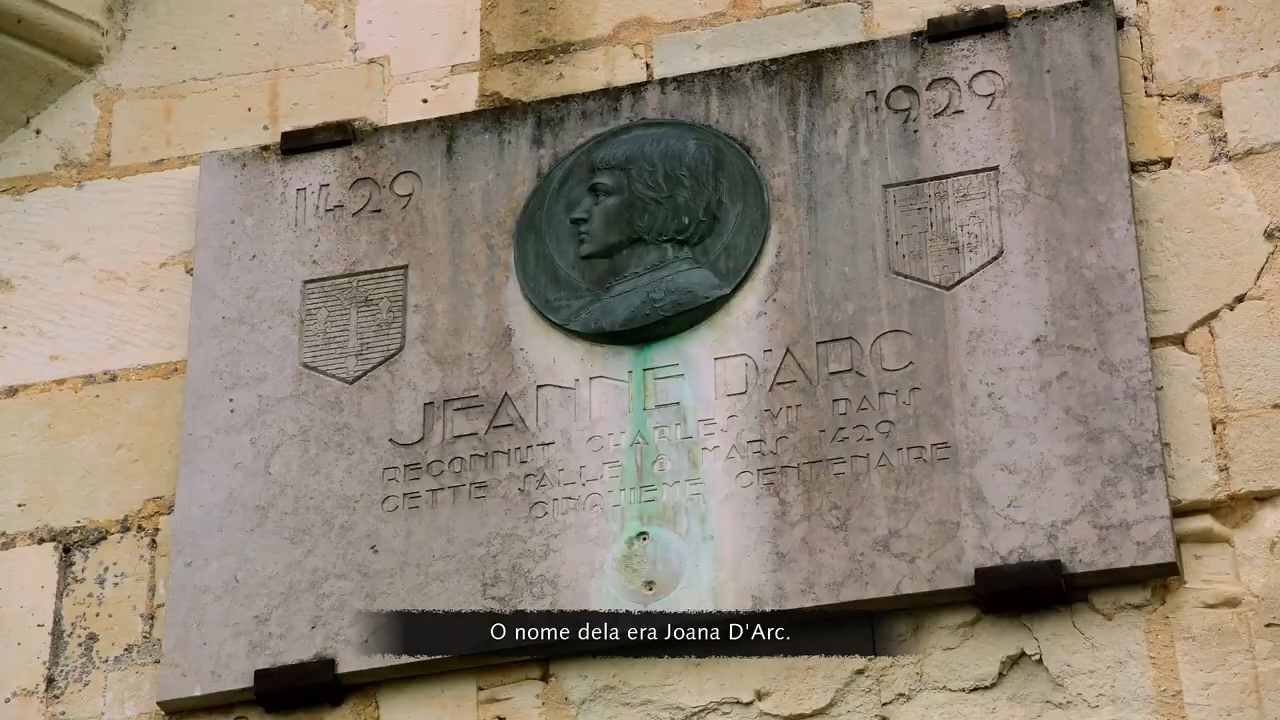 1429
1929
JEANNE D'ARC
RECONNUT CHARLES VII DANS
CETTE SALLE 8 MARS 1429
CINQUIEME CENTENAIRE
O nome dela era Joana D'Arc.